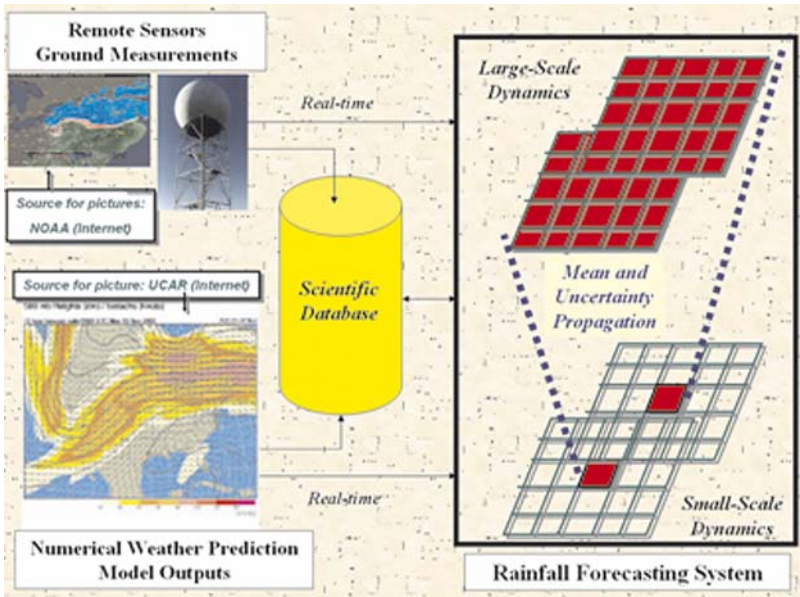 Remote Sensors
Ground Measurements
Real-time
Source for pictures:
NOAA (Internet)
Source for picture: UCAR (Internet)
Scientific
Database
Real-time
Numerical Weather Prediction
Model Outputs
Large-Scale
Dynamics
Mean and
Uncertainty
Propagation
Small-Scale
Dynamics
Rainfall Forecasting System